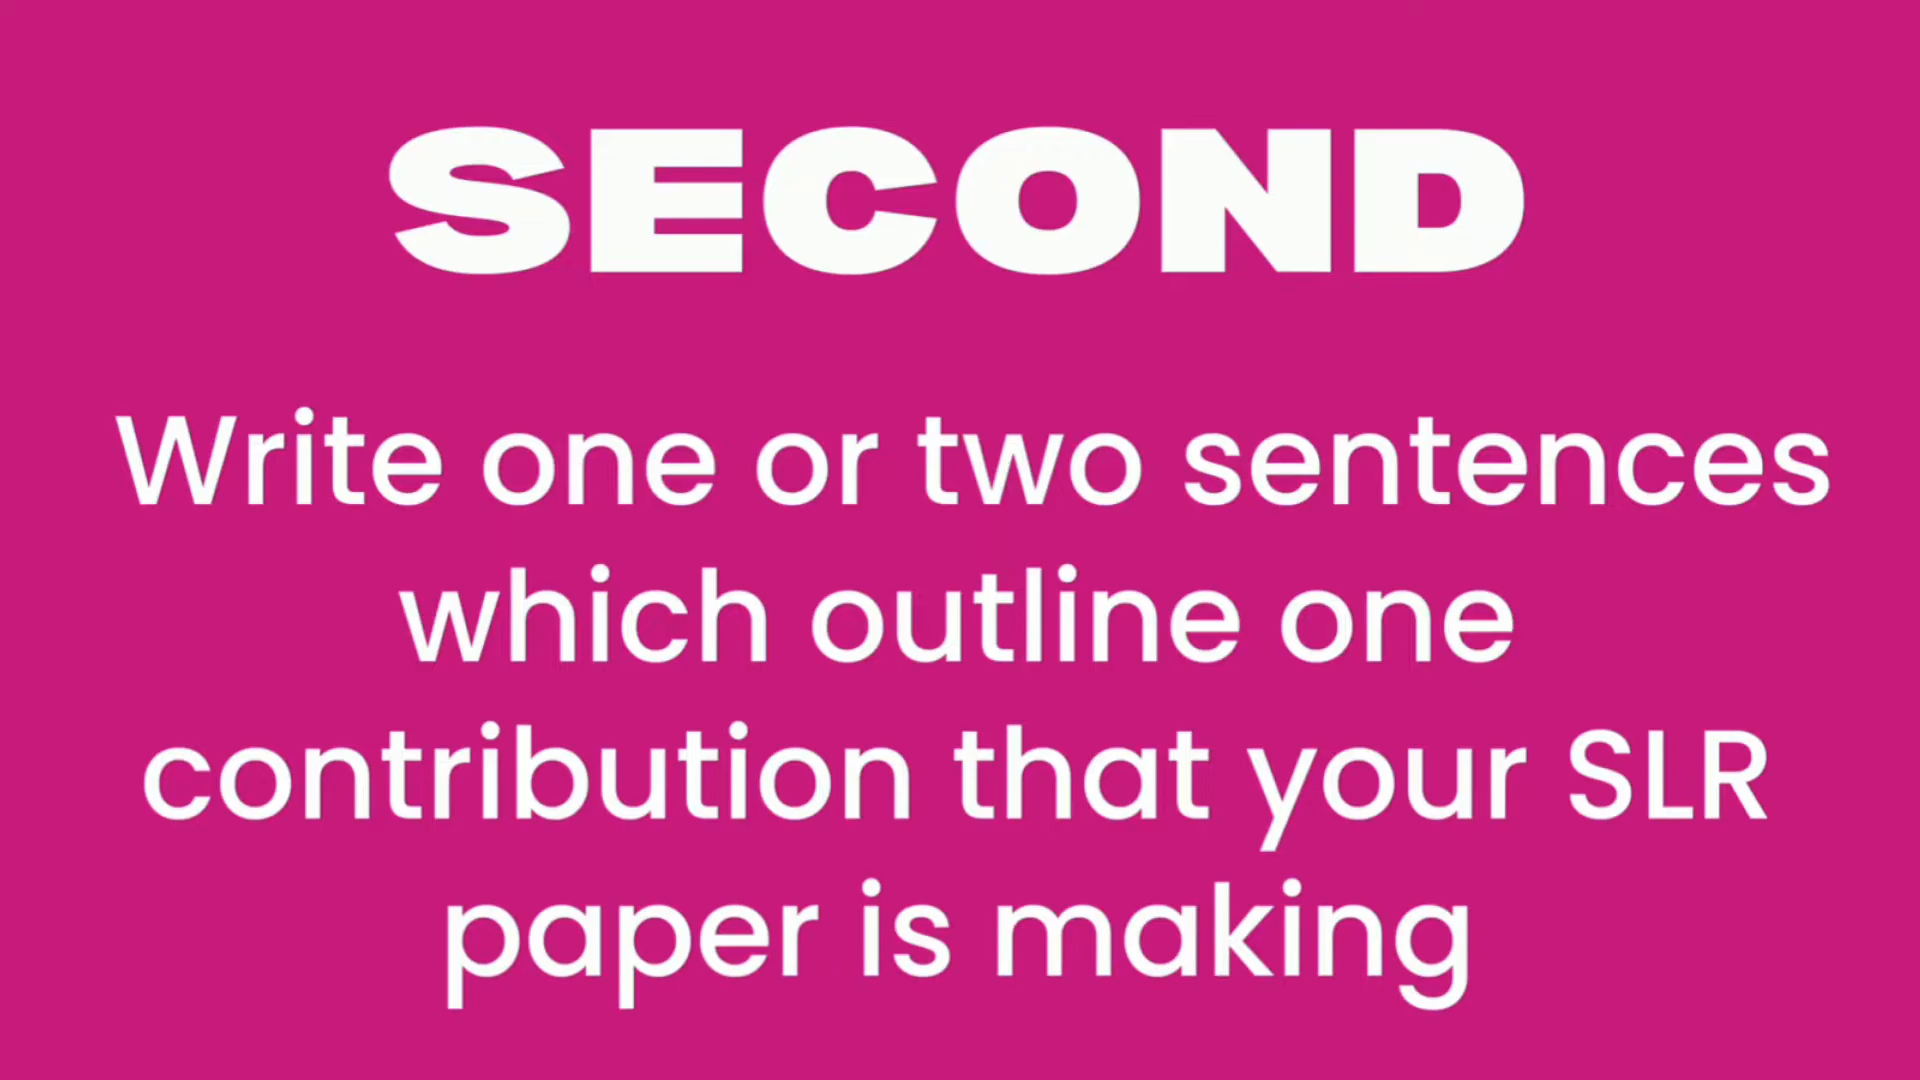 SECOND
Write one or two sentences
which outline one
contribution that your SLR
paper is making